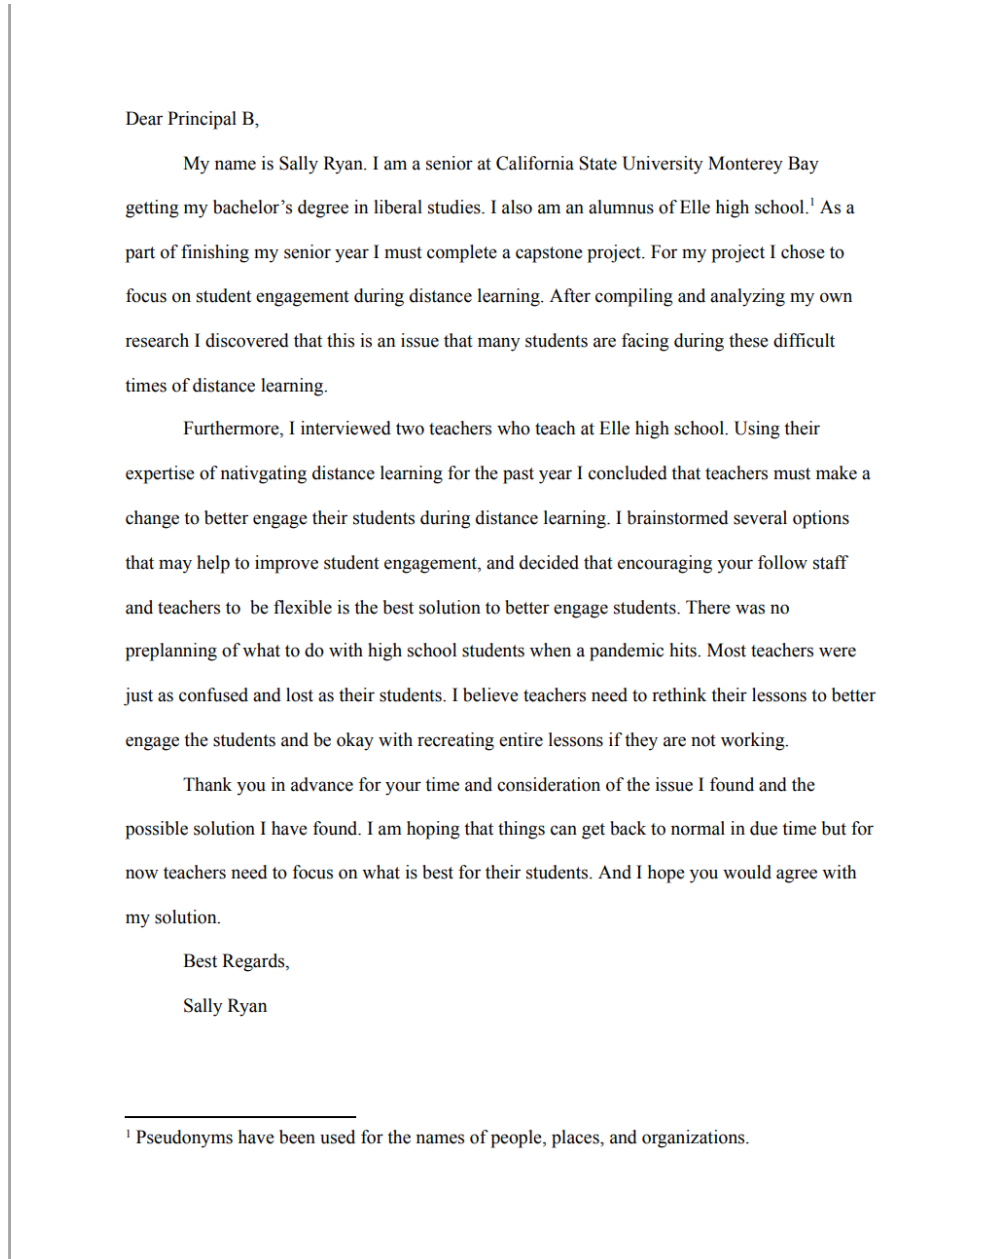 Dear Principal B,
My name is Sally Ryan. I am a senior at California State University Monterey Bay
getting my bachelor’s degree in liberal studies. I also am an alumnus of Elle high school.¹ As a
part of finishing my senior year I must complete a capstone project. For my project I chose to
focus on student engagement during distance learning. After compiling and analyzing my own
research I discovered that this is an issue that many students are facing during these difficult
times of distance learning.
Furthermore, I interviewed two teachers who teach at Elle high school. Using their
expertise of nativgating distance learning for the past year I concluded that teachers must make a
change to better engage their students during distance learning. I brainstormed several options
that may help to improve student engagement, and decided that encouraging your follow staff
and teachers to  be flexible is the best solution to better engage students. There was no
preplanning of what to do with high school students when a pandemic hits. Most teachers were
just as confused and lost as their students. I believe teachers need to rethink their lessons to better
engage the students and be okay with recreating entire lessons if they are not working.
Thank you in advance for your time and consideration of the issue I found and the
possible solution I have found. I am hoping that things can get back to normal in due time but for
now teachers need to focus on what is best for their students. And I hope you would agree with
my solution.
Best Regards,
Sally Ryan
¹ Pseudonyms have been used for the names of people, places, and organizations.